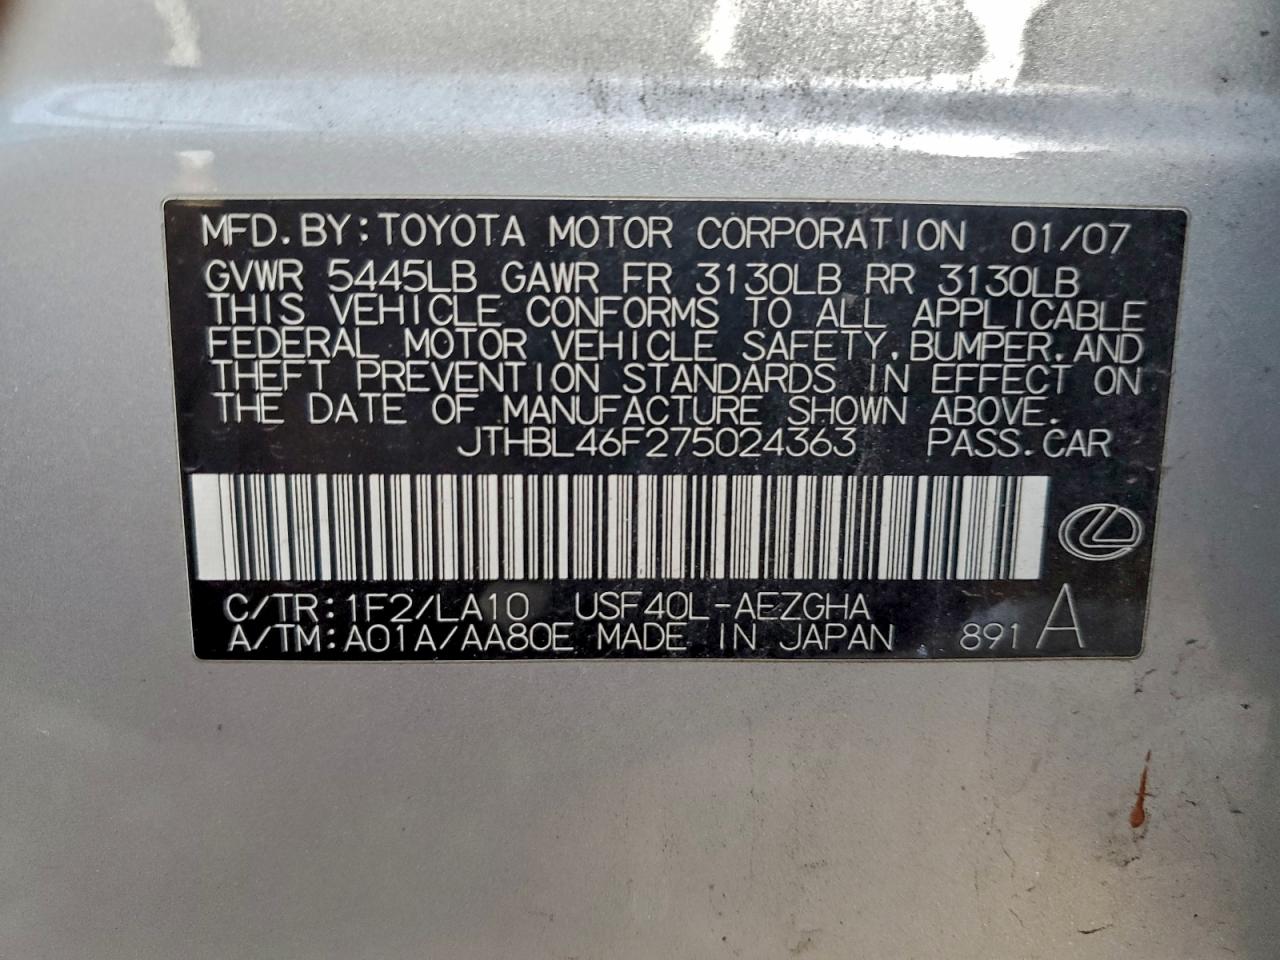 MFD.BY:TOYOTA MOTOR CORPORATION 01/07
GVWR 5445LB GAWR FR 3130LB RR 3130LB
THIS VEHICLE CONFORMS TO ALL APPLICABLE
FEDERAL MOTOR VEHICLE SAFETY,BUMPER,AND
THEFT PREVENTION STANDARDS IN EFFECT ON
THE DATE OF MANUFACTURE SHOWN ABOVE.
JTHBL46F275024363 PASS.CAR
C/TR:1F2/LA10 USF40L-AEZGHA
A/TM:A01A/AA80E MADE IN JAPAN 891 A